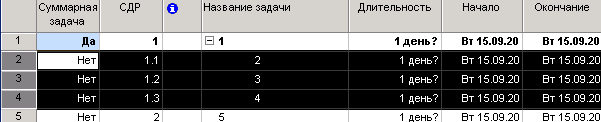 Суммарная задача СДР Название задачи Длительность Начало Окончание
1 Да 1 1 1 день? Вт 15.09.20 Вт 15.09.20
2 Нет 1.1 2 1 день? Вт 15.09.20 Вт 15.09.20
3 Нет 1.2 3 1 день? Вт 15.09.20 Вт 15.09.20
4 Нет 1.3 4 1 день? Вт 15.09.20 Вт 15.09.20
5 Нет 2 5 1 день? Вт 15.09.20 Вт 15.09.20